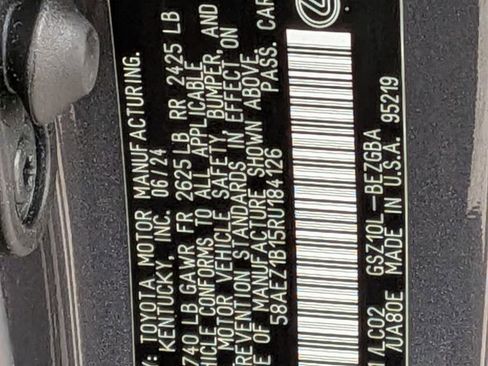 Y: TOYOTA MOTOR MANUFACTURING.
KENTUCKY, INC. 06/24
740 LB GAWR FR 2625 LB RR 2425 LB
HICLE CONFORMS TO ALL APPLICABLE
MOTOR VEHICLE SAFETY, BUMPER, AND
REVENTION STANDARDS IN EFFECT ON
E OF MANUFACTURE SHOWN ABOVE.
58AEZ1B15RU184126 PASS. CAR
1/LC02 GSZ10L-BEZGBA
/UA80E MADE IN U.S.A. 95219